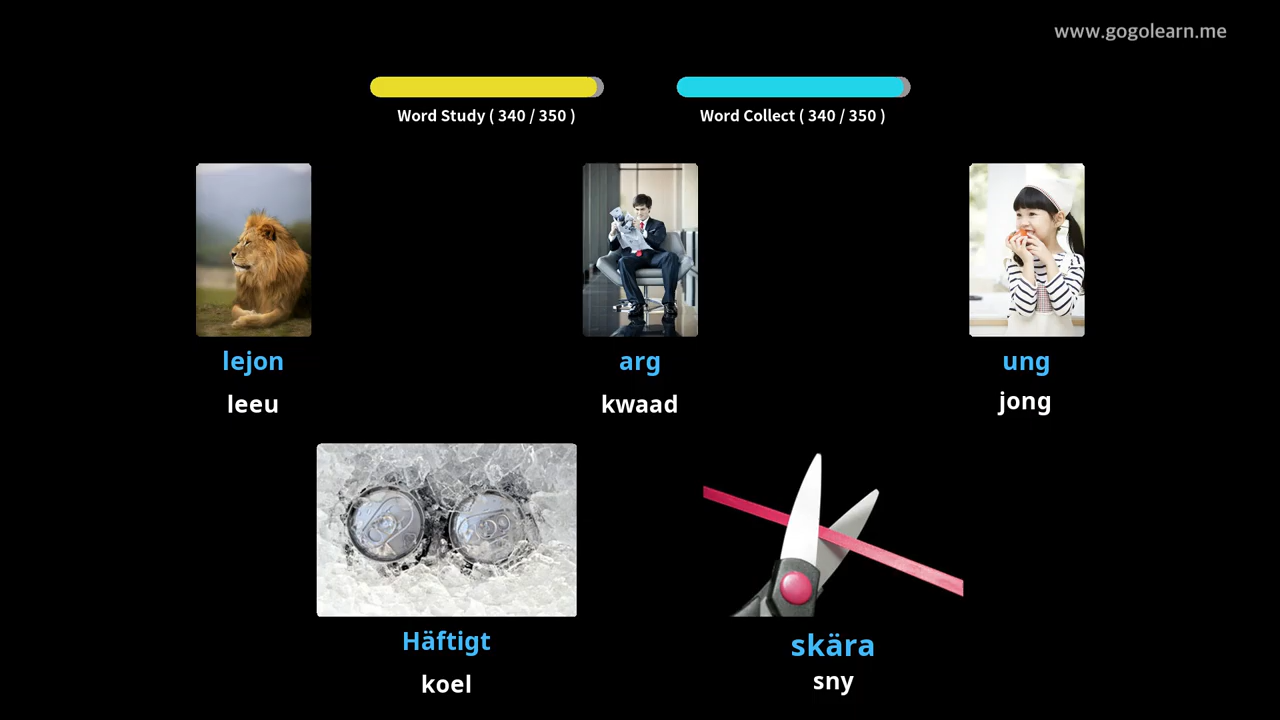 www.gogolearn.me
Word Study ( 340 / 350 )
Word Collect ( 340 / 350 )
lejon
arg
ung
leeu
kwaad
jong
Häftigt
skära
koel
sny